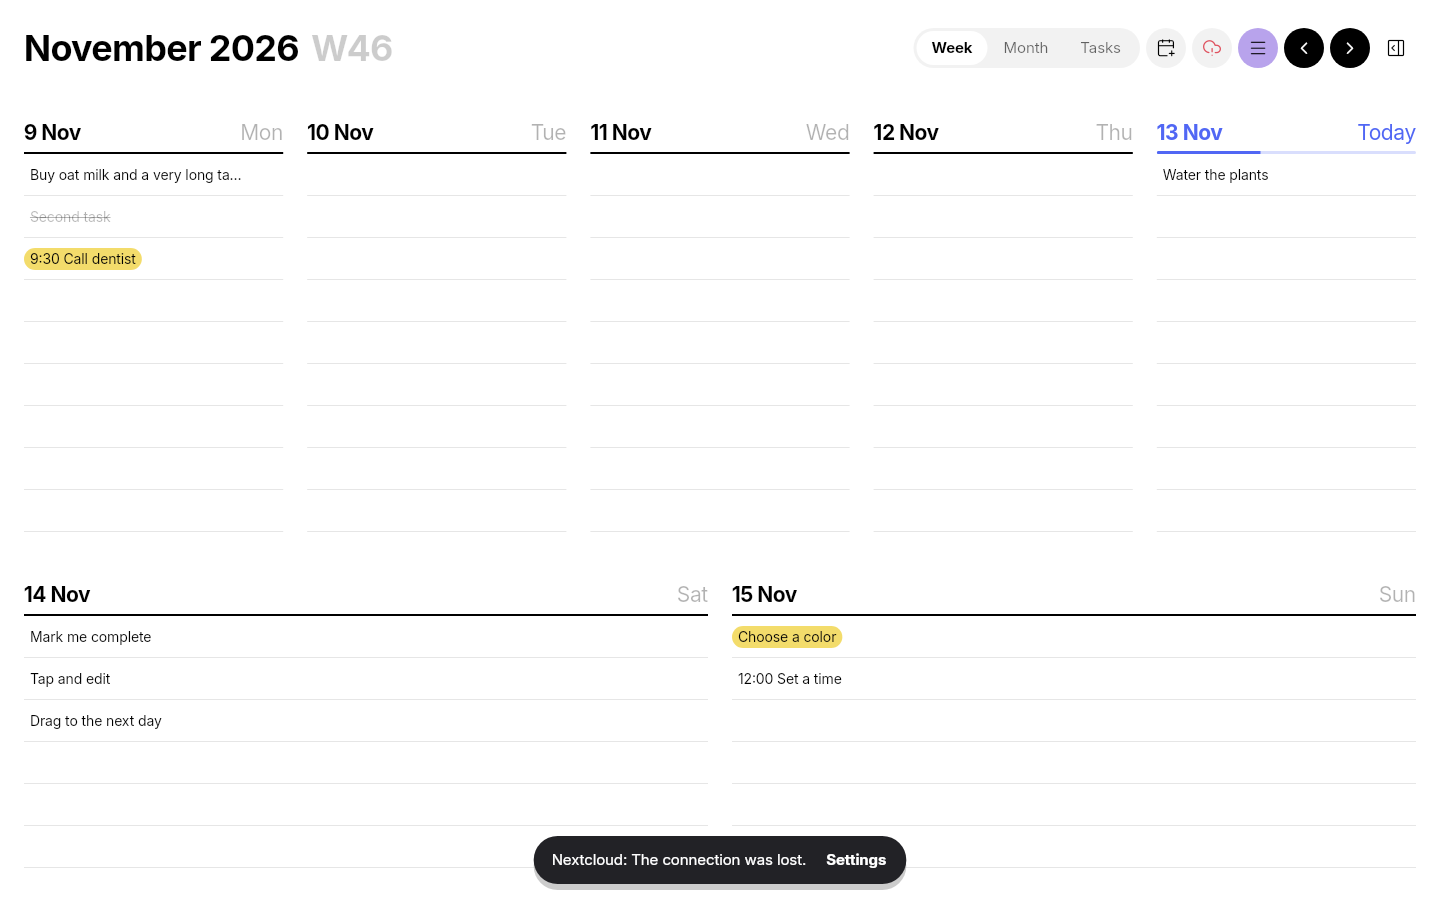 November 2026 W46
Week Month Tasks
9 Nov Mon
10 Nov Tue
11 Nov Wed
12 Nov Thu
13 Nov Today
Buy oat milk and a very long ta...
Water the plants
Second task
9:30 Call dentist
14 Nov Sat
15 Nov Sun
Mark me complete
Choose a color
Tap and edit
12:00 Set a time
Drag to the next day
Nextcloud: The connection was lost. Settings